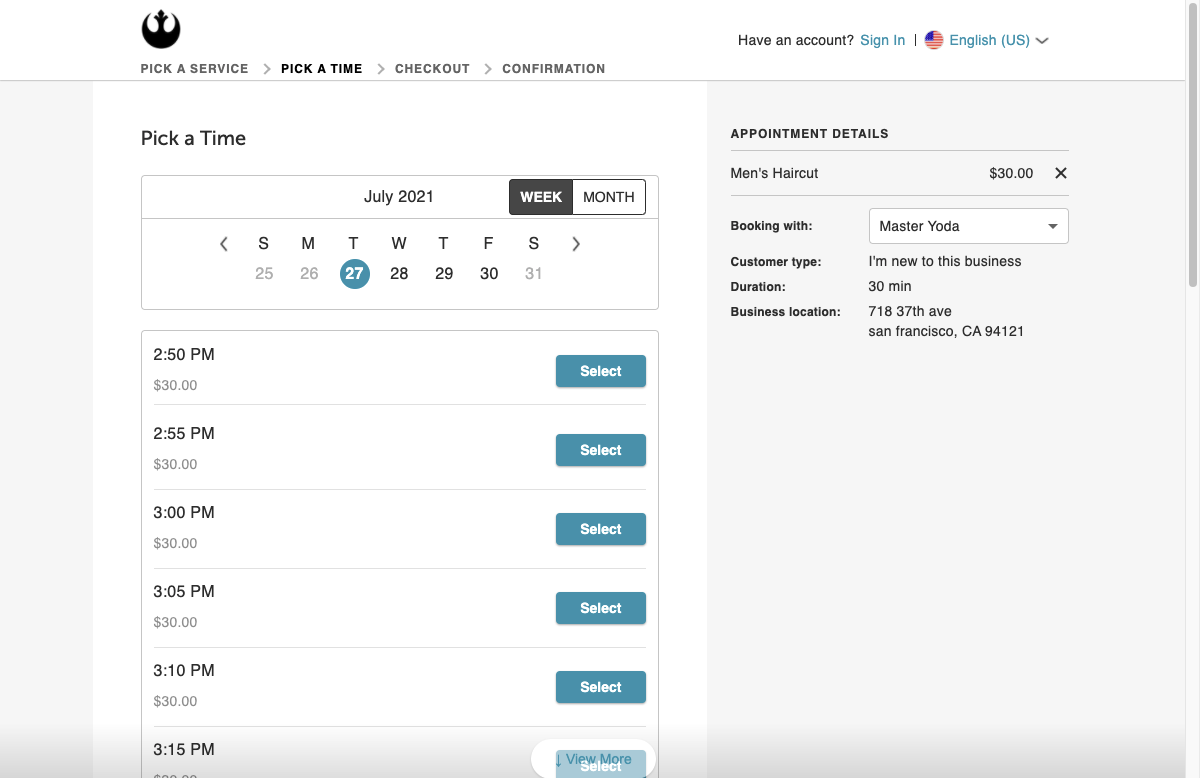 Have an account? Sign In | English (US)
PICK A SERVICE > PICK A TIME > CHECKOUT > CONFIRMATION
Pick a Time
July 2021
WEEK MONTH
S M T W T F S
25 26 27 28 29 30 31
2:50 PM
$30.00
Select
2:55 PM
$30.00
Select
3:00 PM
$30.00
Select
3:05 PM
$30.00
Select
3:10 PM
$30.00
Select
3:15 PM
$30.00
Select
↓ View More
APPOINTMENT DETAILS
Men's Haircut $30.00
Booking with: Master Yoda
Customer type: I'm new to this business
Duration: 30 min
Business location: 718 37th ave
san francisco, CA 94121